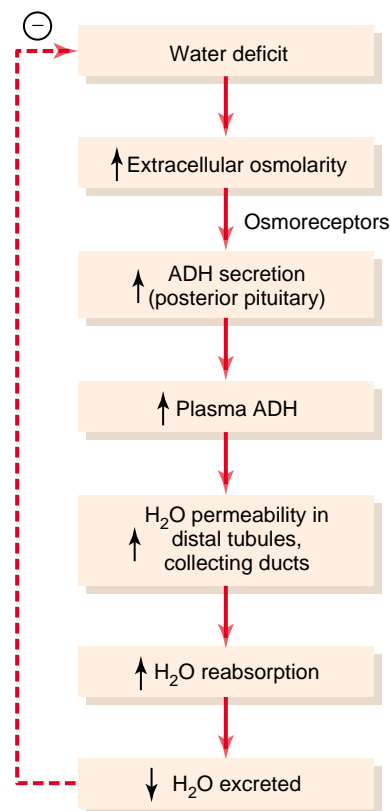 −
Water deficit
↑ Extracellular osmolarity
Osmoreceptors
↑ ADH secretion
(posterior pituitary)
↑ Plasma ADH
↑ H₂O permeability in
distal tubules,
collecting ducts
↑ H₂O reabsorption
↓ H₂O excreted